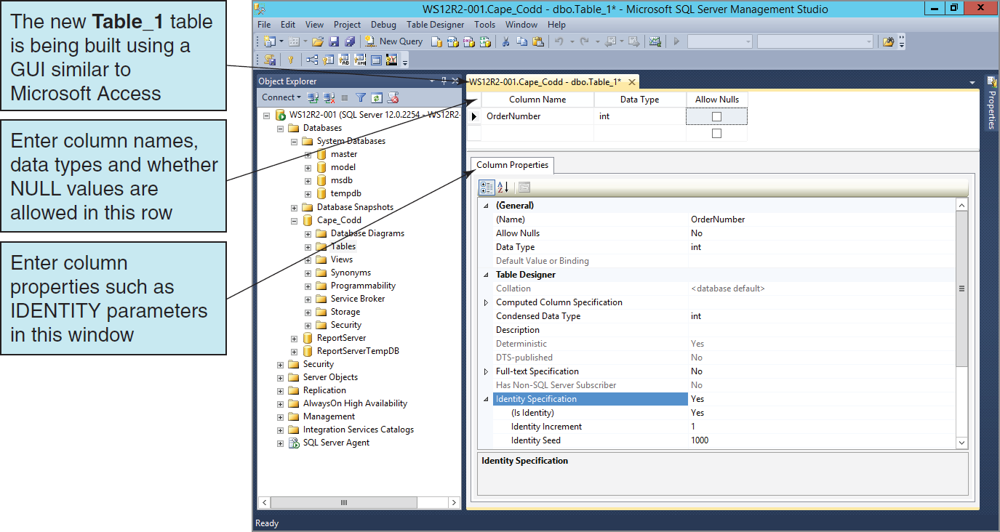 The new Table_1 table
is being built using a
GUI similar to
Microsoft Access
Enter column names,
data types and whether
NULL values are
allowed in this row
Enter column
properties such as
IDENTITY parameters
in this window
WS12R2-001.Cape_Codd - dbo.Table_1* - Microsoft SQL Server Management Studio
File Edit View Project Debug Table Designer Tools Window Help
New Query
Object Explorer
Connect
WS12R2-001 (SQL Server 12.0.2254 - WS12R2-
Databases
System Databases
master
model
msdb
tempdb
Database Snapshots
Cape_Codd
Database Diagrams
Tables
Views
Synonyms
Programmability
Service Broker
Storage
Security
ReportServer
ReportServerTempDB
Security
Server Objects
Replication
AlwaysOn High Availability
Management
Integration Services Catalogs
SQL Server Agent
WS12R2-001.Cape_Codd - dbo.Table_1*
Column Name Data Type Allow Nulls
OrderNumber int
Column Properties
(General)
(Name) OrderNumber
Allow Nulls No
Data Type int
Default Value or Binding
Table Designer
Collation <database default>
Computed Column Specification
Condensed Data Type int
Description
Deterministic Yes
DTS-published No
Full-text Specification No
Has Non-SQL Server Subscriber No
Identity Specification Yes
(Is Identity) Yes
Identity Increment 1
Identity Seed 1000
Identity Specification
Properties
Ready